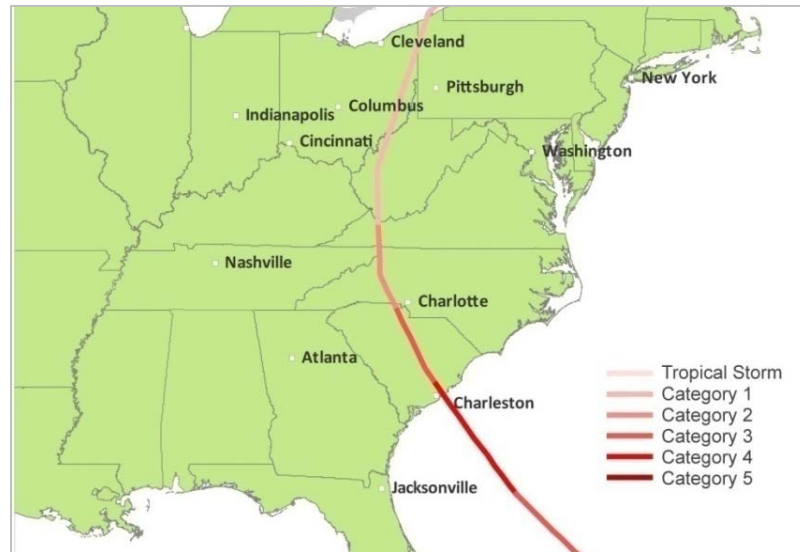 Cleveland
Pittsburgh
New York
Columbus
Indianapolis
Cincinnati
Washington
Nashville
Charlotte
Atlanta
Charleston
Jacksonville
Tropical Storm
Category 1
Category 2
Category 3
Category 4
Category 5